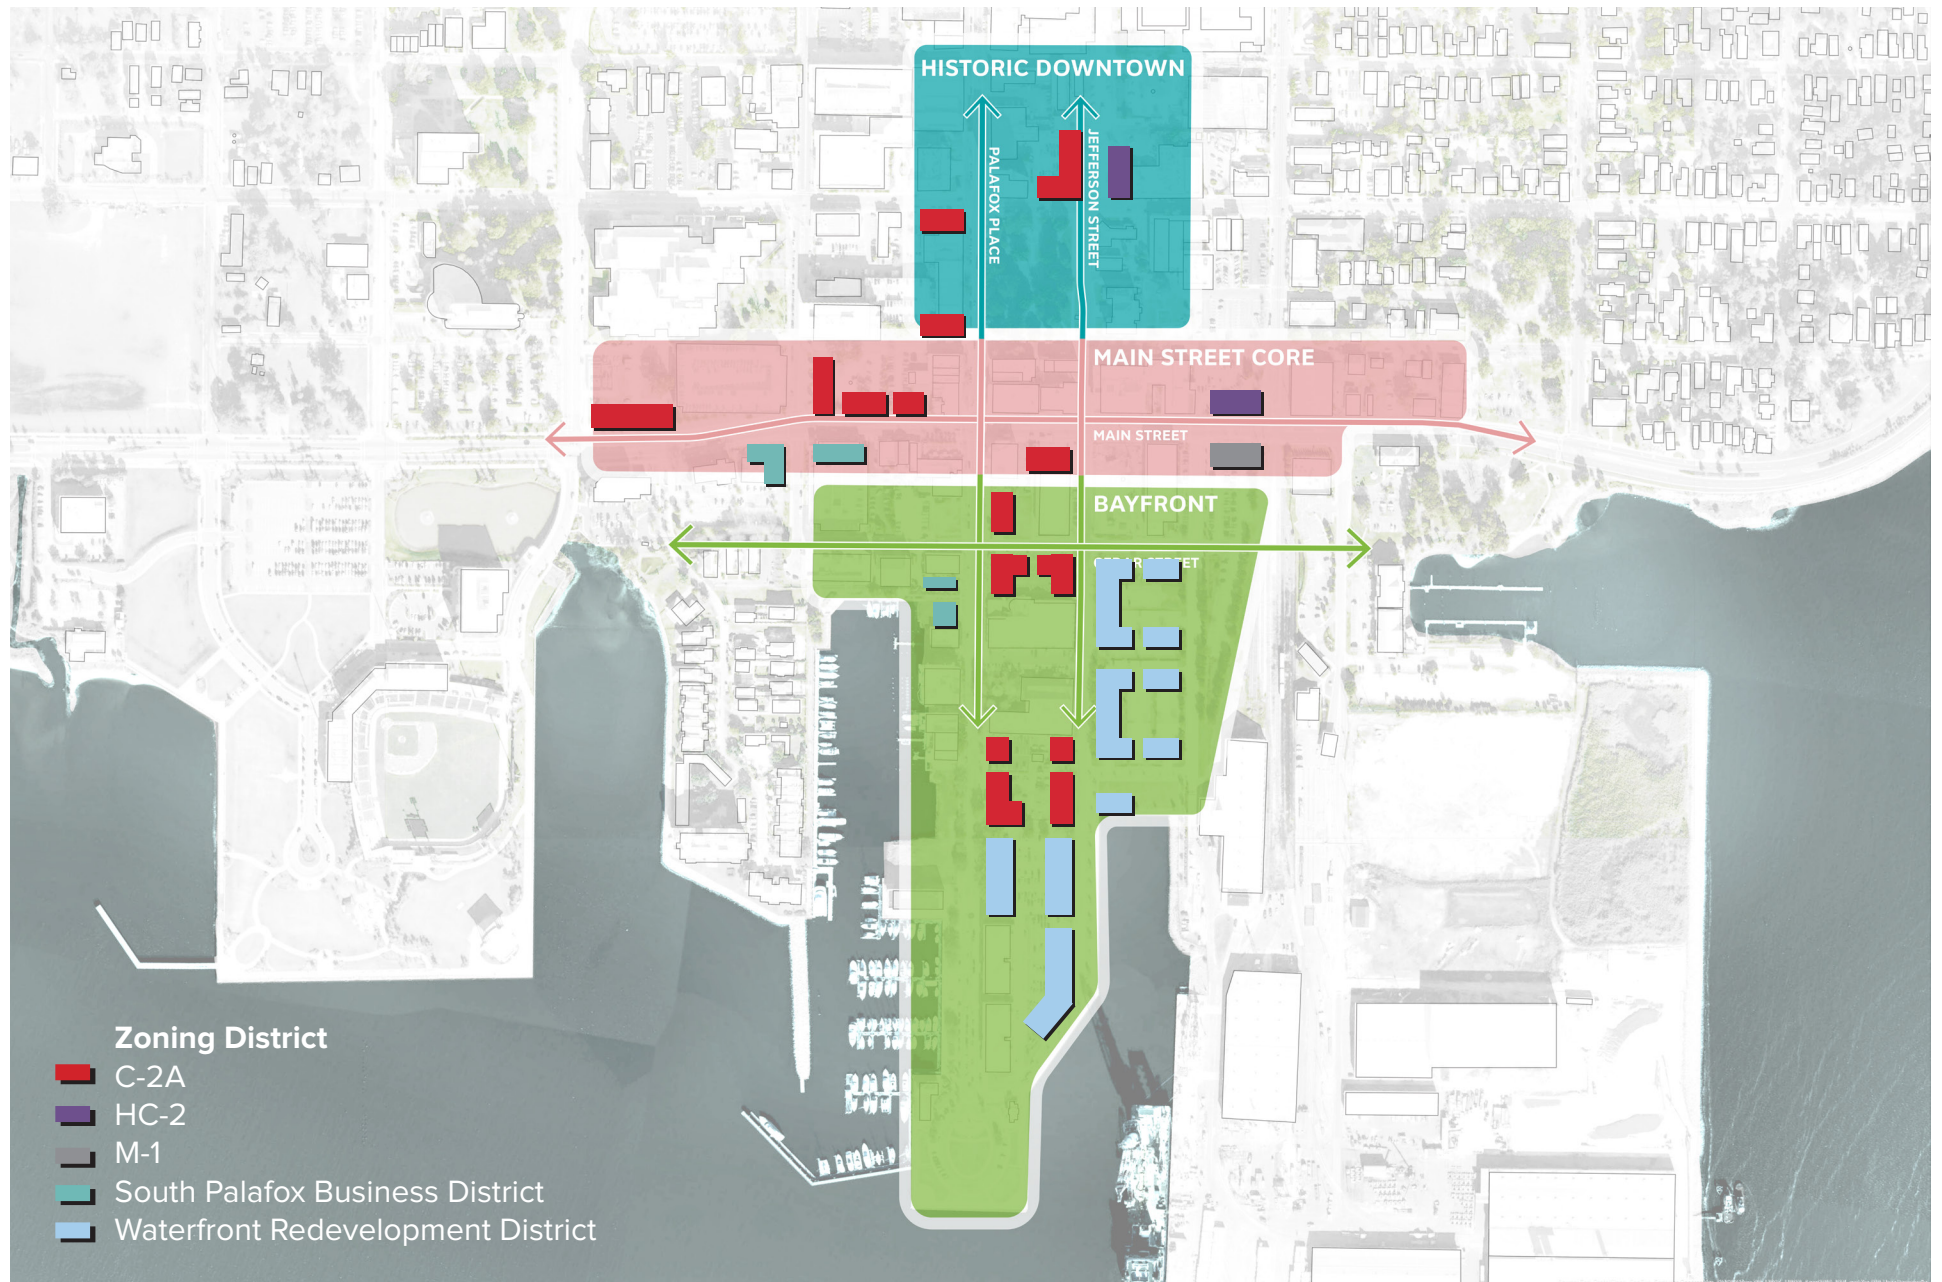 HISTORIC DOWNTOWN
PALAFOX PLACE
JEFFERSON STREET
MAIN STREET CORE
MAIN STREET
BAYFRONT
STREET
Zoning District
C-2A
HC-2
M-1
South Palafox Business District
Waterfront Redevelopment District